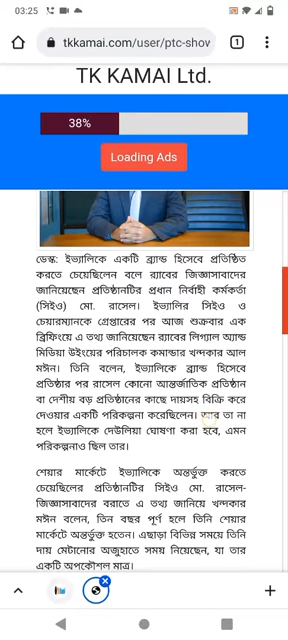 03:25
tkkamai.com/user/ptc-show
1
TK KAMAI Ltd.
38%
Loading Ads
ডেস্ক: ইভ্যালিকে একটি ব্র্যান্ড হিসেবে প্রতিষ্ঠিত
করতে চেয়েছিলেন বলে র‍্যাবের জিজ্ঞাসাবাদের
জানিয়েছেন প্রতিষ্ঠানটির প্রধান নির্বাহী কর্মকর্তা
(সিইও) মো. রাসেল। ইভ্যালির সিইও ও
চেয়ারম্যানকে গ্রেপ্তারের পর আজ শুক্রবার এক
ব্রিফিংয়ে এ তথ্য জানিয়েছেন র‍্যাবের লিগ্যাল অ্যান্ড
মিডিয়া উইংয়ের পরিচালক কমান্ডার খন্দকার আল
মঈন। তিনি বলেন, ইভ্যালিকে ব্র্যান্ড হিসেবে
প্রতিষ্ঠার পর রাসেল কোনো আন্তর্জাতিক প্রতিষ্ঠান
বা দেশীয় বড় প্রতিষ্ঠানের কাছে দায়সহ বিক্রি করে
দেওয়ার একটি পরিকল্পনা করেছিলেন। আর তা না
হলে ইভ্যালিকে দেউলিয়া ঘোষণা করা হবে, এমন
পরিকল্পনাও ছিল তার।
শেয়ার মার্কেটে ইভ্যালিকে অন্তর্ভুক্ত করতে
চেয়েছিলের প্রতিষ্ঠানটির সিইও মো. রাসেল-
জিজ্ঞাসাবাদের বরাতে এ তথ্য জানিয়ে খন্দকার
মঈন বলেন, তিন বছর পূর্ণ হলে তিনি শেয়ার
মার্কেটে অন্তর্ভুক্ত হতেন। এছাড়া বিভিন্ন সময়ে তিনি
দায় মেটানোর অজুহাতে সময় নিয়েছেন, যা তার
একটি অপকৌশল মাত্র।